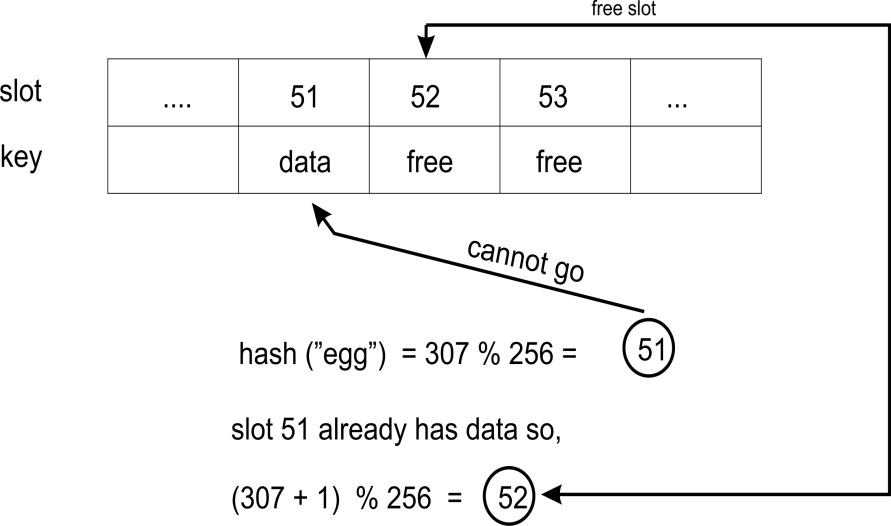 free slot
slot .... 51 52 53 ...
key data free free
cannot go
hash (”egg”) = 307 % 256 = 51
slot 51 already has data so,
(307 + 1) % 256 = 52